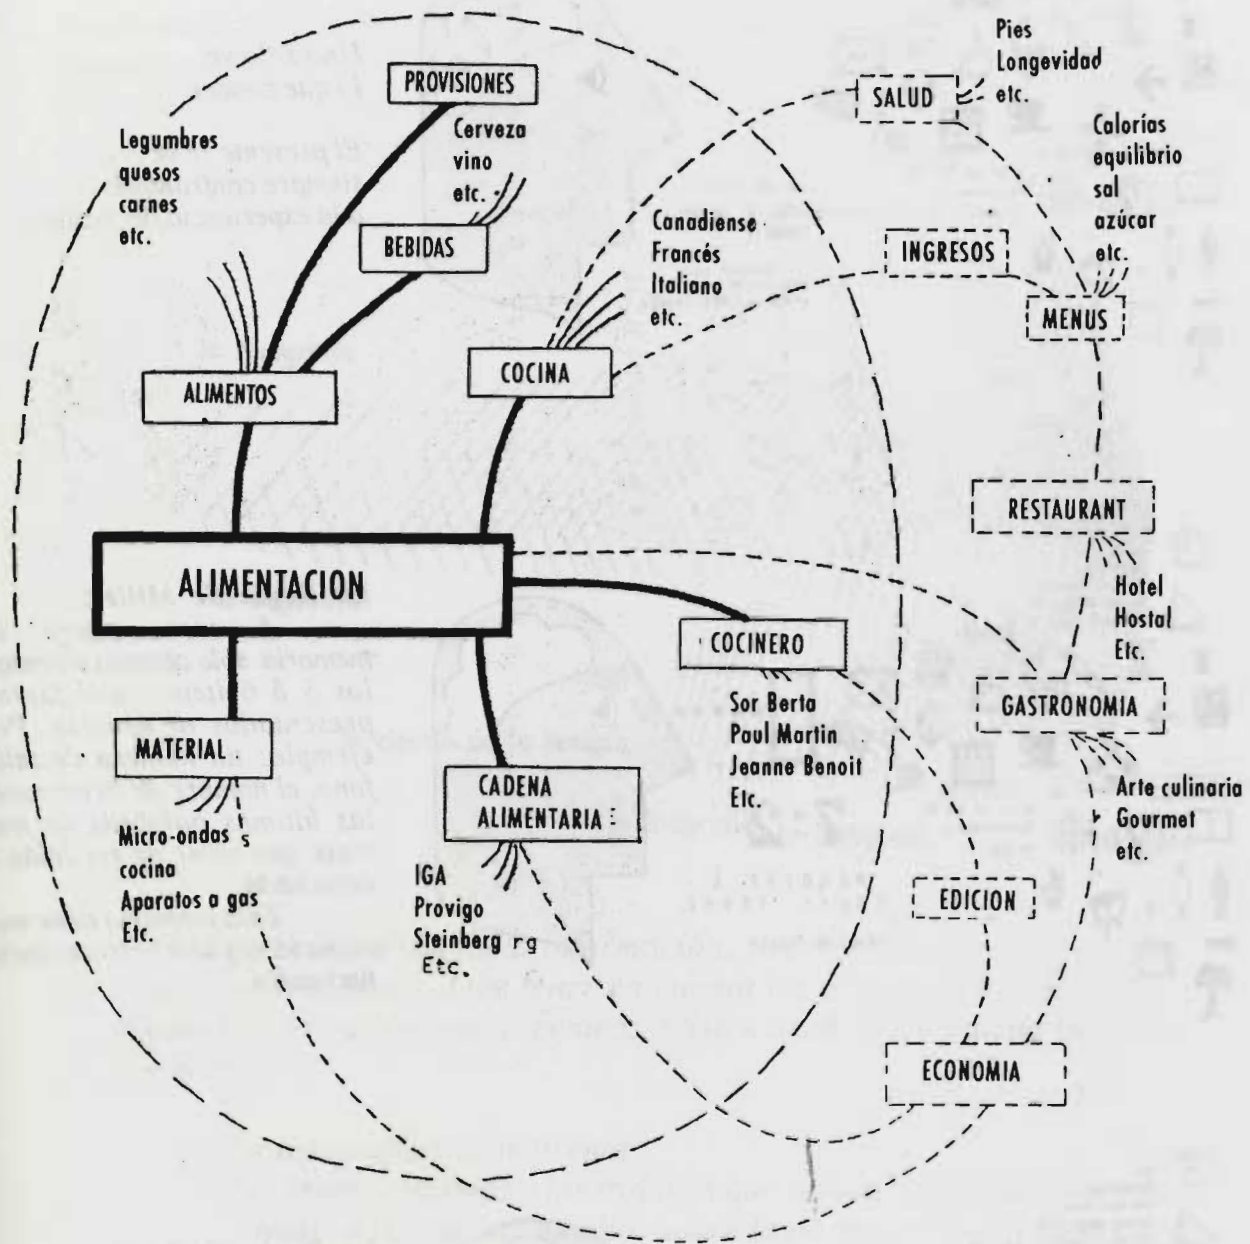 PROVISIONES
Legumbres
quesos
carnes
etc.
Cerveza
vino
etc.
BEBIDAS
ALIMENTOS
Canadiense
Francés
Italiano
etc.
COCINA
SALUD
Pies
Longevidad
etc.
INGRESOS
Calorías
equilibrio
sal
azúcar
etc.
MENUS
RESTAURANT
Hotel
Hostal
Etc.
ALIMENTACION
COCINERO
Sor Berta
Paul Martin
Jeanne Benoit
Etc.
GASTRONOMIA
Arte culinaria
Gourmet
etc.
MATERIAL
Micro-ondas s
cocina
Aparatos a gas
Etc.
CADENA
ALIMENTARIA
IGA
Provigo
Steinberg rg
Etc.
EDICION
ECONOMIA